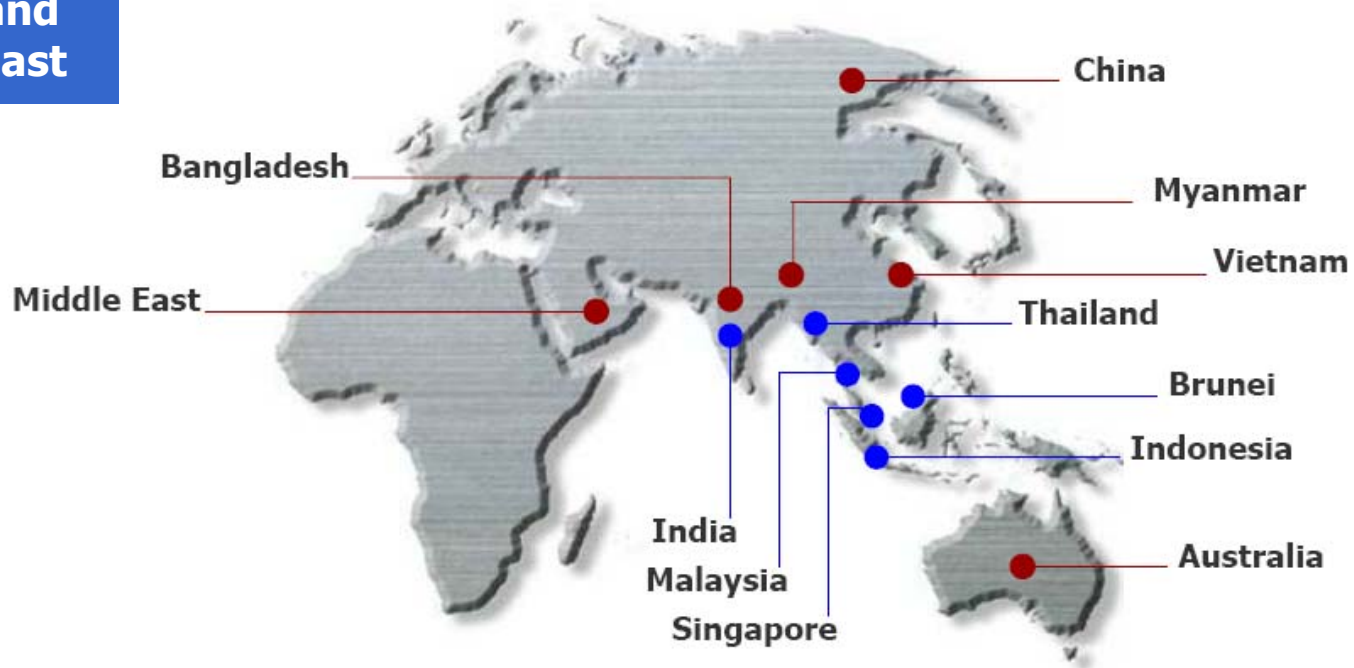 and
ast
China
Bangladesh
Myanmar
Vietnam
Middle East
Thailand
Brunei
Indonesia
India
Australia
Malaysia
Singapore